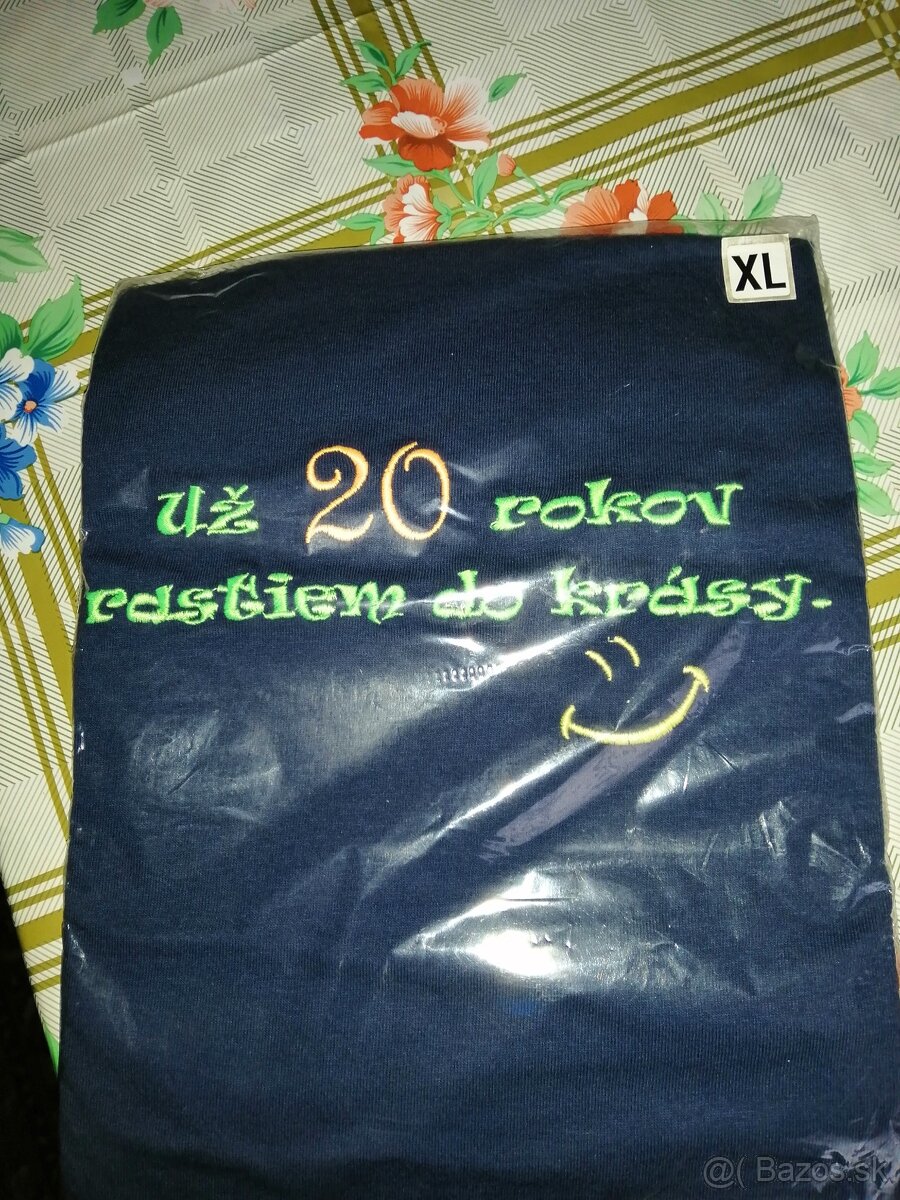 XL
Už 20 rokov
rastiem do krásy.
@( Bazos.sk